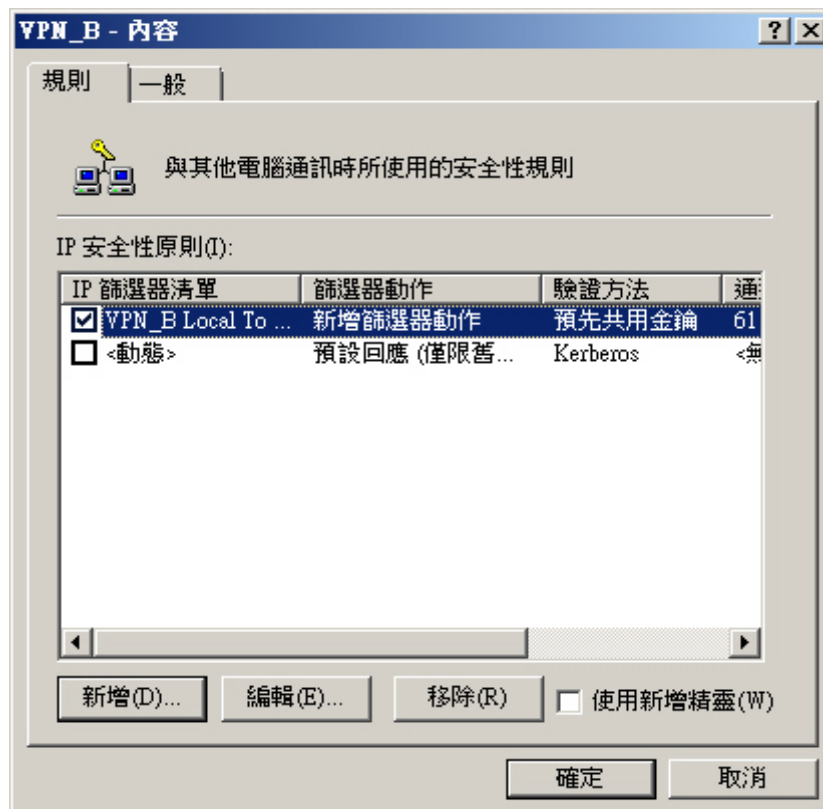 VPN_B - 內容
規則 一般
與其他電腦通訊時所使用的安全性規則
IP 安全性原則(I):
IP 篩選器清單 篩選器動作 驗證方法 通
VPN_B Local To ... 新增篩選器動作 預先共用金鑰 61
<動態> 預設回應 (僅限舊... Kerberos <無
新增(D)... 編輯(E)... 移除(R) 使用新增精靈(W)
確定 取消